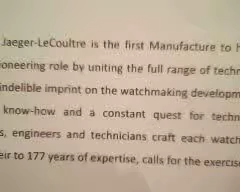 Jaeger-LeCoultre is the first Manufacture to
oneering role by uniting the full range of techn
indelible imprint on the watchmaking developm
know-how and a constant quest for techn
s, engineers and technicians craft each watch
eir to 177 years of expertise, calls for the exercise